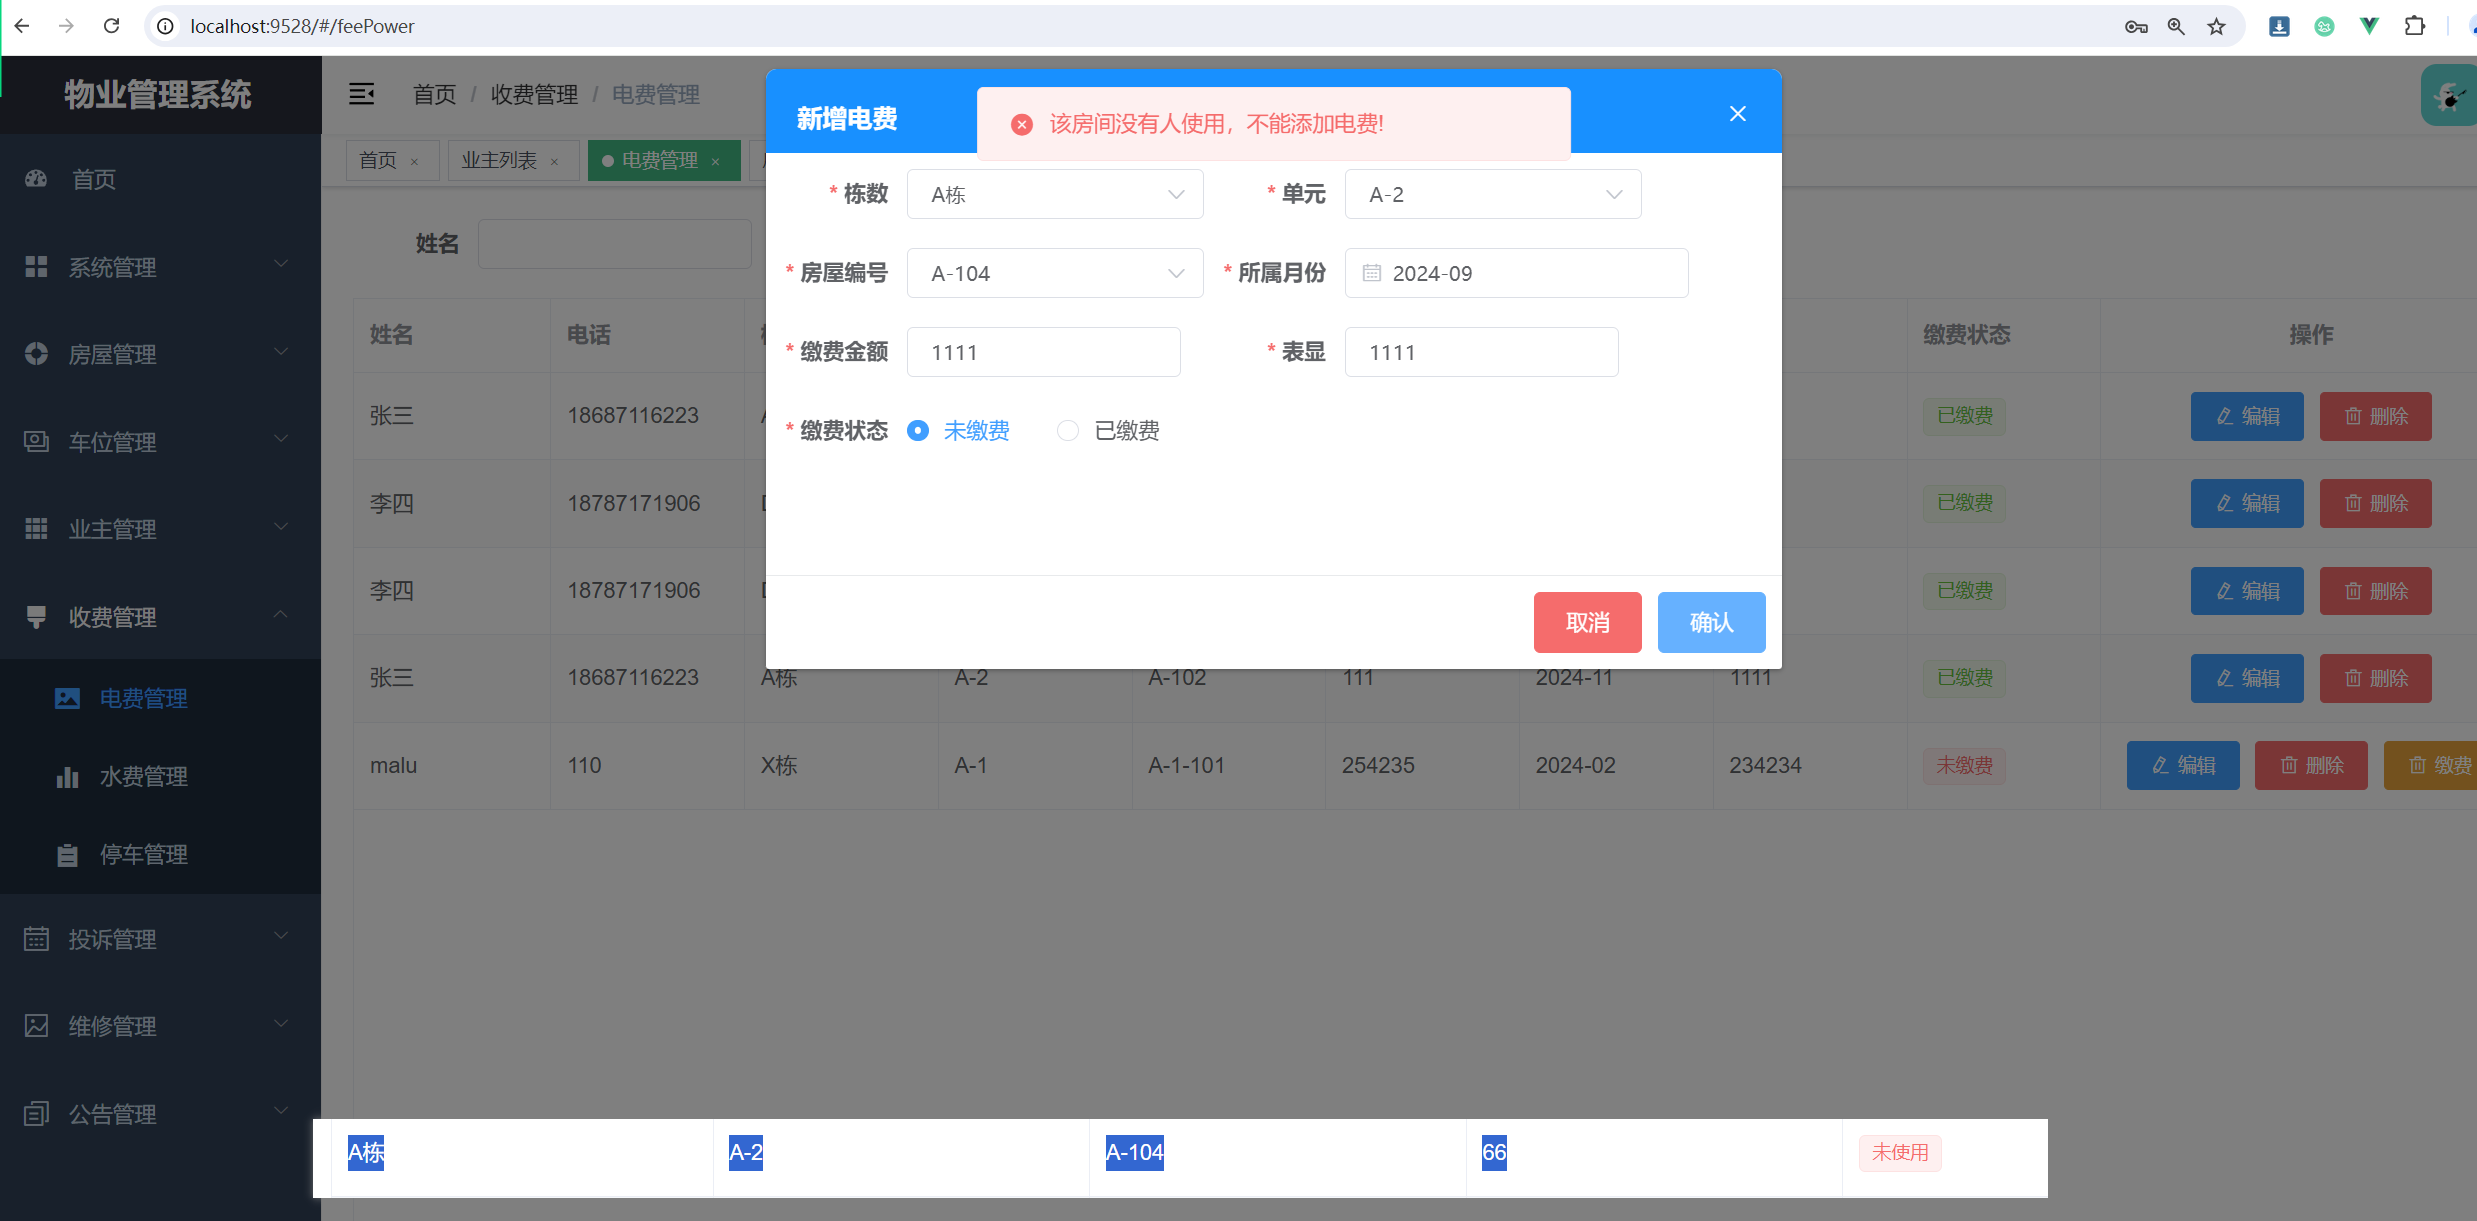 localhost:9528/#/feePower
物业管理系统
首页 / 收费管理 / 电费管理
首页 ×
业主列表 ×
电费管理 ×
首页
系统管理
房屋管理
车位管理
业主管理
收费管理
电费管理
水费管理
停车管理
投诉管理
维修管理
公告管理
姓名
新增电费
该房间没有人使用，不能添加电费!
* 栋数 A栋 * 单元 A-2
* 房屋编号 A-104 * 所属月份 2024-09
* 缴费金额 1111 * 表显 1111
* 缴费状态 未缴费 已缴费
取消 确认
姓名 电话 缴费状态 操作
张三 18687116223 已缴费 编辑 删除
李四 18787171906 已缴费 编辑 删除
李四 18787171906 已缴费 编辑 删除
张三 18687116223 A栋 A-2 A-102 111 2024-11 1111 已缴费 编辑 删除
malu 110 X栋 A-1 A-1-101 254235 2024-02 234234 未缴费 编辑 删除 缴费
A栋 A-2 A-104 66 未使用